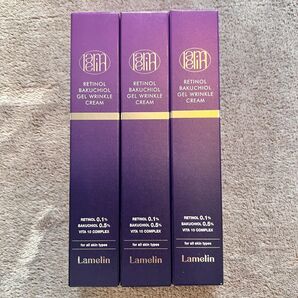 RETINOL
BAKUCHIOL
GEL WRINKLE
CREAM
RETINOL 0.1%
BAKUCHIOL 0.5%
VITA 10 COMPLEX
for all skin types
Lamelin
RETINOL
BAKUCHIOL
GEL WRINKLE
CREAM
RETINOL 0.1%
BAKUCHIOL 0.5%
VITA 10 COMPLEX
for all skin types
Lamelin
RETINOL
BAKUCHIOL
GEL WRINKLE
CREAM
RETINOL 0.1%
BAKUCHIOL 0.5%
VITA 10 COMPLEX
for all skin types
Lamelin